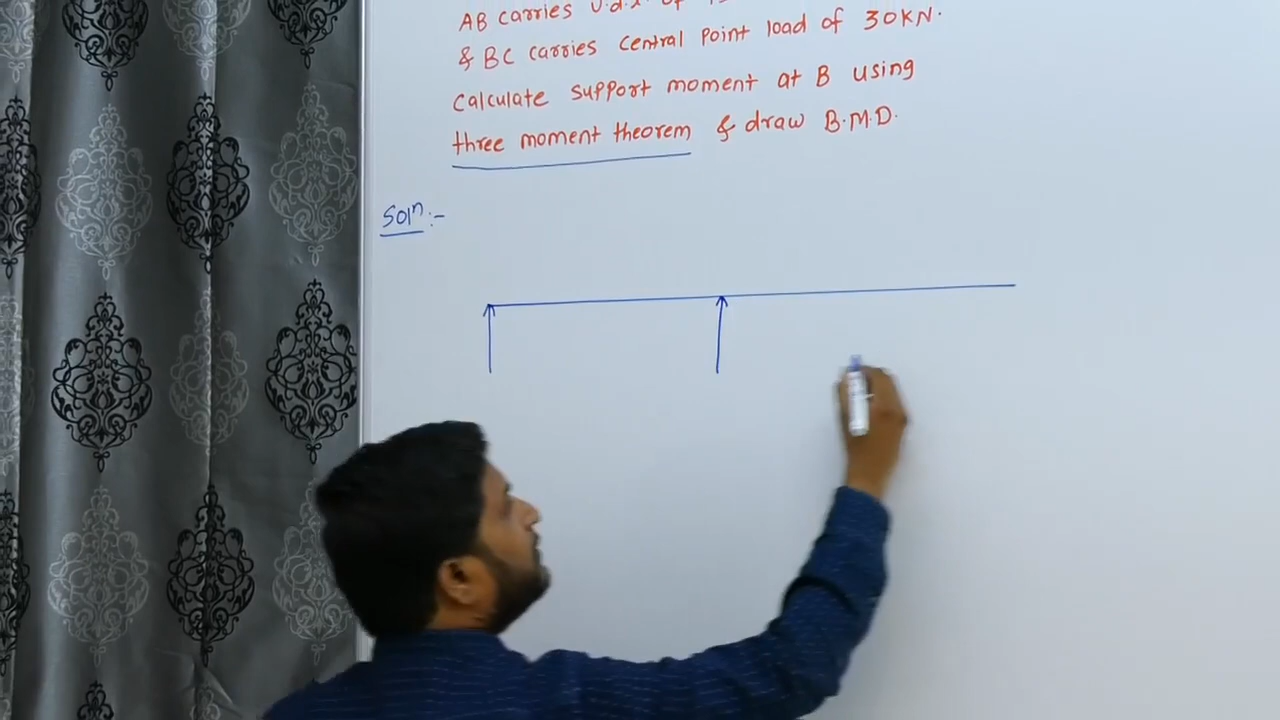 AB carries U.d.l. of
& BC carries central point load of 30KN.
Calculate support moment at B using
three moment theorem & draw B.M.D.
Solⁿ:-